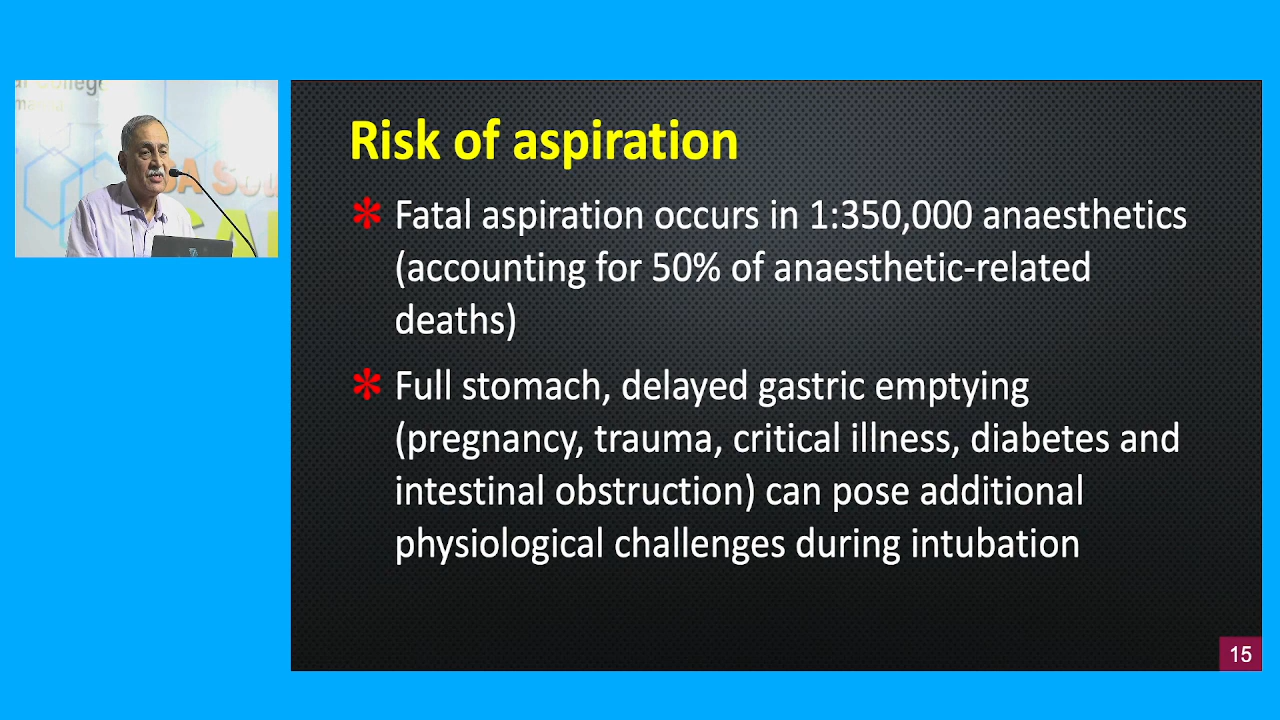 College
Risk of aspiration
* Fatal aspiration occurs in 1:350,000 anaesthetics
(accounting for 50% of anaesthetic-related
deaths)
* Full stomach, delayed gastric emptying
(pregnancy, trauma, critical illness, diabetes and
intestinal obstruction) can pose additional
physiological challenges during intubation
15